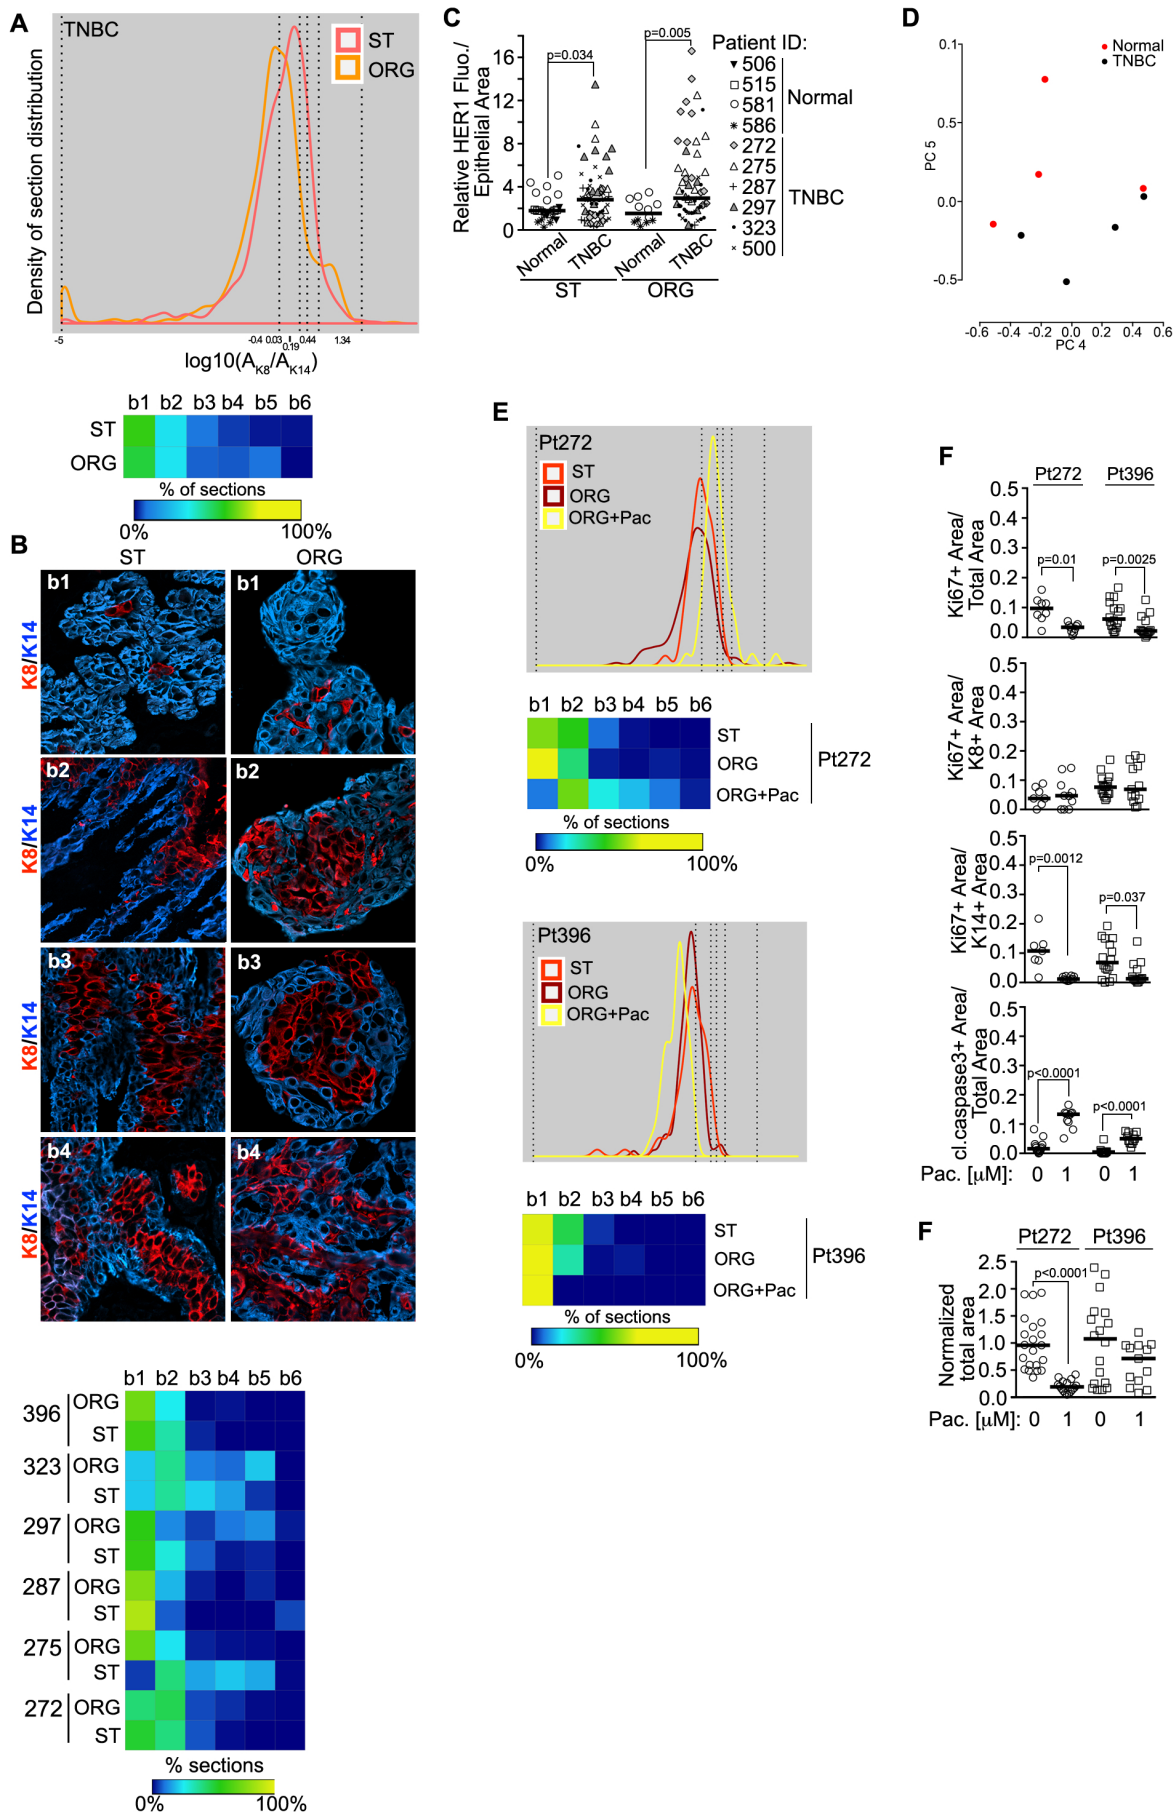 A
TNBC
ST
ORG
Density of section distribution
-5
-0.4
0.03
0.19
0.44
1.34
log10(AK8/AK14)
b1 b2 b3 b4 b5 b6
ST
ORG
% of sections
0% 100%
B
ST ORG
b1 b1
K8/K14
b2 b2
K8/K14
b3 b3
K8/K14
b4 b4
K8/K14
b1 b2 b3 b4 b5 b6
396 ORG
ST
323 ORG
ST
297 ORG
ST
287 ORG
ST
275 ORG
ST
272 ORG
ST
% sections
0% 100%
C
Relative HER1 Fluo./
Epithelial Area
16
12
8
4
0
p=0.034
p=0.005
Normal TNBC Normal TNBC
ST ORG
Patient ID:
506
515
581
586
Normal
272
275
287
297
323
500
TNBC
D
Normal
TNBC
PC 5
0.1
0.5
0.0
-0.5
-0.6 -0.4 -0.2 0.0 0.2 0.4 0.6
PC 4
E
Pt272
ST
ORG
ORG+Pac
b1 b2 b3 b4 b5 b6
ST
ORG
ORG+Pac
Pt272
% of sections
0% 100%
Pt396
ST
ORG
ORG+Pac
b1 b2 b3 b4 b5 b6
ST
ORG
ORG+Pac
Pt396
% of sections
0% 100%
F
Pt272 Pt396
Ki67+ Area/
Total Area
0.5
0.4
0.3
0.2
0.1
0.0
p=0.01
p=0.0025
Ki67+ Area/
K8+ Area
0.5
0.4
0.3
0.2
0.1
0.0
Ki67+ Area/
K14+ Area
0.5
0.4
0.3
0.2
0.1
0.0
p=0.0012
p=0.037
cl.caspase3+ Area/
Total Area
0.5
0.4
0.3
0.2
0.1
0.0
p<0.0001
p<0.0001
Pac. [μM]: 0 1 0 1
F
Pt272 Pt396
Normalized
total area
2.5
2.0
1.5
1.0
0.5
0.0
p<0.0001
Pac. [μM]: 0 1 0 1